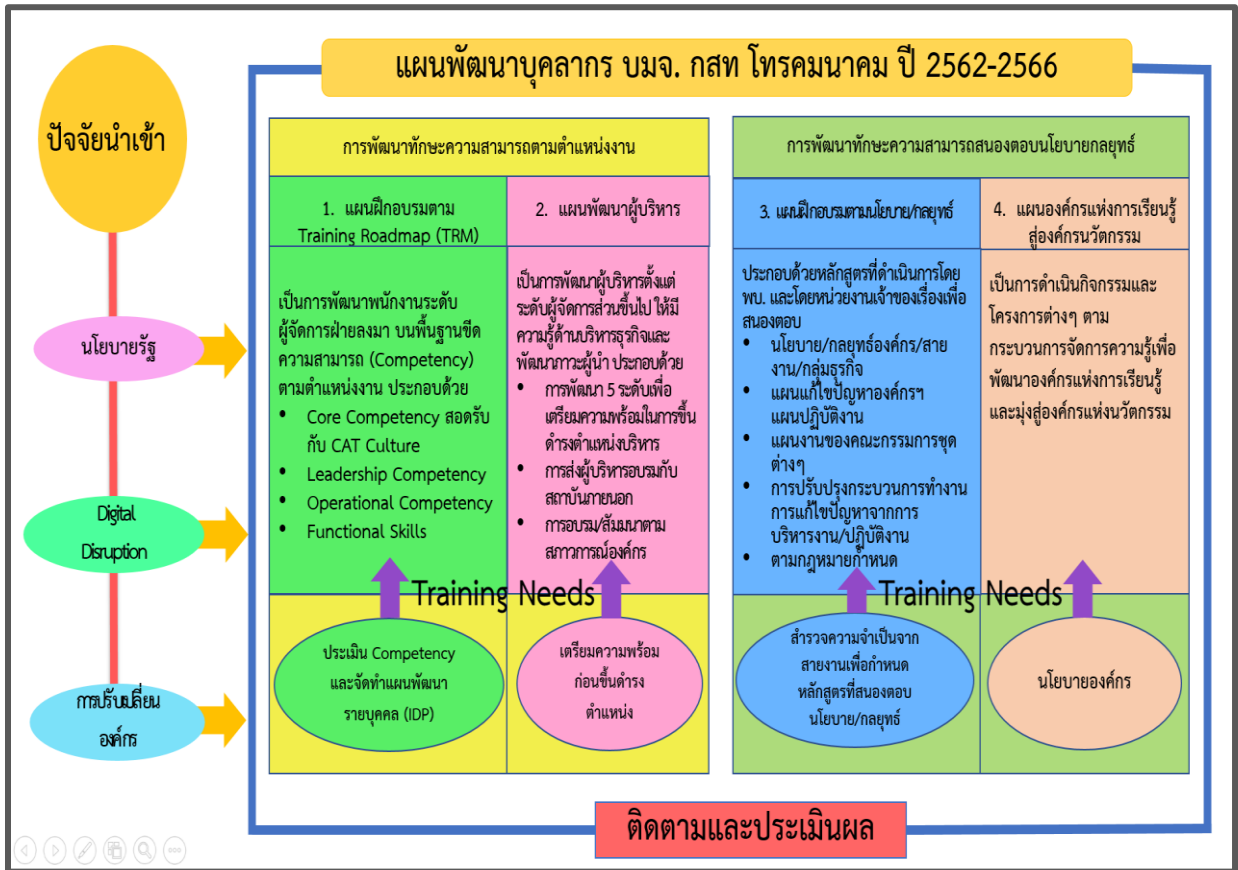 แผนพัฒนาบุคลากร บมจ. กสท โทรคมนาคม ปี 2562-2566
ปัจจัยนำเข้า
นโยบายรัฐ
Digital
Disruption
การปรับเปลี่ยน
องค์กร
การพัฒนาทักษะความสามารถตามตำแหน่งงาน
1. แผนฝึกอบรมตาม
Training Roadmap (TRM)
เป็นการพัฒนาพนักงานระดับ
ผู้จัดการฝ่ายลงมา บนพื้นฐานขีด
ความสามารถ (Competency)
ตามตำแหน่งงาน ประกอบด้วย
• Core Competency สอดรับ
กับ CAT Culture
• Leadership Competency
• Operational Competency
• Functional Skills
2. แผนพัฒนาผู้บริหาร
เป็นการพัฒนาผู้บริหารตั้งแต่
ระดับผู้จัดการส่วนขึ้นไป ให้มี
ความรู้ด้านบริหารธุรกิจและ
พัฒนาภาวะผู้นำ ประกอบด้วย
• การพัฒนา 5 ระดับเพื่อ
เตรียมความพร้อมในการขึ้น
ดำรงตำแหน่งบริหาร
• การส่งผู้บริหารอบรมกับ
สถาบันภายนอก
• การอบรม/สัมมนาตาม
สภาวการณ์องค์กร
Training Needs
ประเมิน Competency
และจัดทำแผนพัฒนา
รายบุคคล (IDP)
เตรียมความพร้อม
ก่อนขึ้นดำรง
ตำแหน่ง
การพัฒนาทักษะความสามารถสนองตอบนโยบายกลยุทธ์
3. แผนฝึกอบรมตามนโยบาย/กลยุทธ์
ประกอบด้วยหลักสูตรที่ดำเนินการโดย
พบ. และโดยหน่วยงานเจ้าของเรื่องเพื่อ
สนองตอบ
• นโยบาย/กลยุทธ์องค์กร/สาย
งาน/กลุ่มธุรกิจ
• แผนแก้ไขปัญหาองค์กรฯ
แผนปฏิบัติงาน
• แผนงานของคณะกรรมการชุด
ต่างๆ
• การปรับปรุงกระบวนการทำงาน
การแก้ไขปัญหาจากการ
บริหารงาน/ปฏิบัติงาน
• ตามกฎหมายกำหนด
4. แผนองค์กรแห่งการเรียนรู้
สู่องค์กรนวัตกรรม
เป็นการดำเนินกิจกรรมและ
โครงการต่างๆ ตาม
กระบวนการจัดการความรู้เพื่อ
พัฒนาองค์กรแห่งการเรียนรู้
และมุ่งสู่องค์กรแห่งนวัตกรรม
Training Needs
สำรวจความจำเป็นจาก
สายงานเพื่อกำหนด
หลักสูตรที่สนองตอบ
นโยบาย/กลยุทธ์
นโยบายองค์กร
ติดตามและประเมินผล